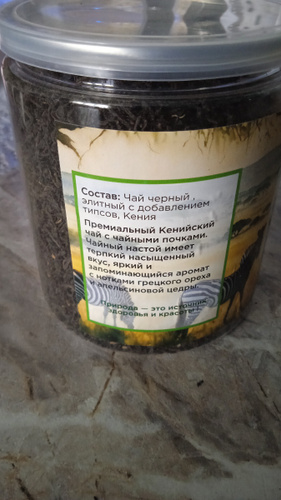 Состав: Чай черный ,
элитный с добавлением
типсов, Кения
Премиальный Кенийский
чай с чайными почками.
Чайный настой имеет
терпкий насыщенный
вкус, яркий и
запоминающийся аромат
с нотками грецкого ореха
и апельсиновой цедры.
Природа — это источник
здоровья и красоты